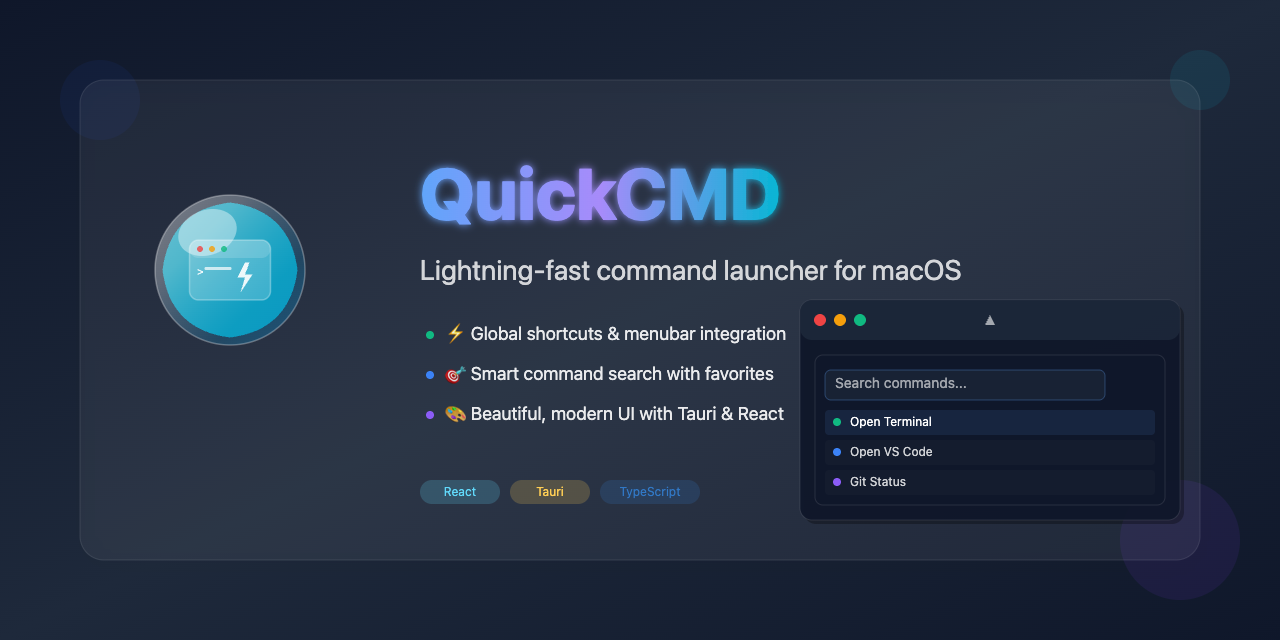 QuickCMD
Lightning-fast command launcher for macOS
⚡ Global shortcuts & menubar integration
🎯 Smart command search with favorites
🎨 Beautiful, modern UI with Tauri & React
React
Tauri
TypeScript
▲
Search commands...
Open Terminal
Open VS Code
Git Status
>